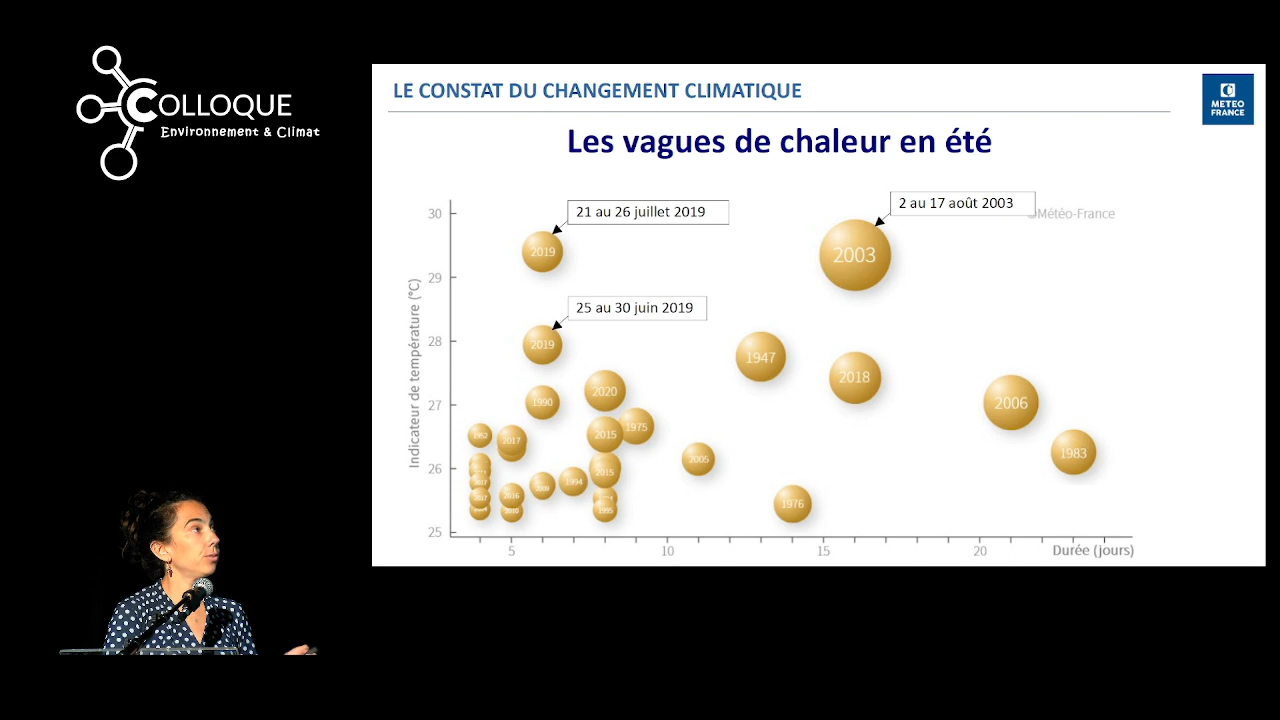 COLLOQUE
Environnement & Climat
LE CONSTAT DU CHANGEMENT CLIMATIQUE
METEO
FRANCE
Les vagues de chaleur en été
©Météo-France
21 au 26 juillet 2019
2 au 17 août 2003
25 au 30 juin 2019
Indicateur de température (°C)
30
29
28
27
26
25
2019
2003
2019
1947
2018
2020
1990
2006
1975
2015
1952
2017
2005
1983
2015
1994
2016
1976
2017
1995
5
10
15
20
Durée (jours)